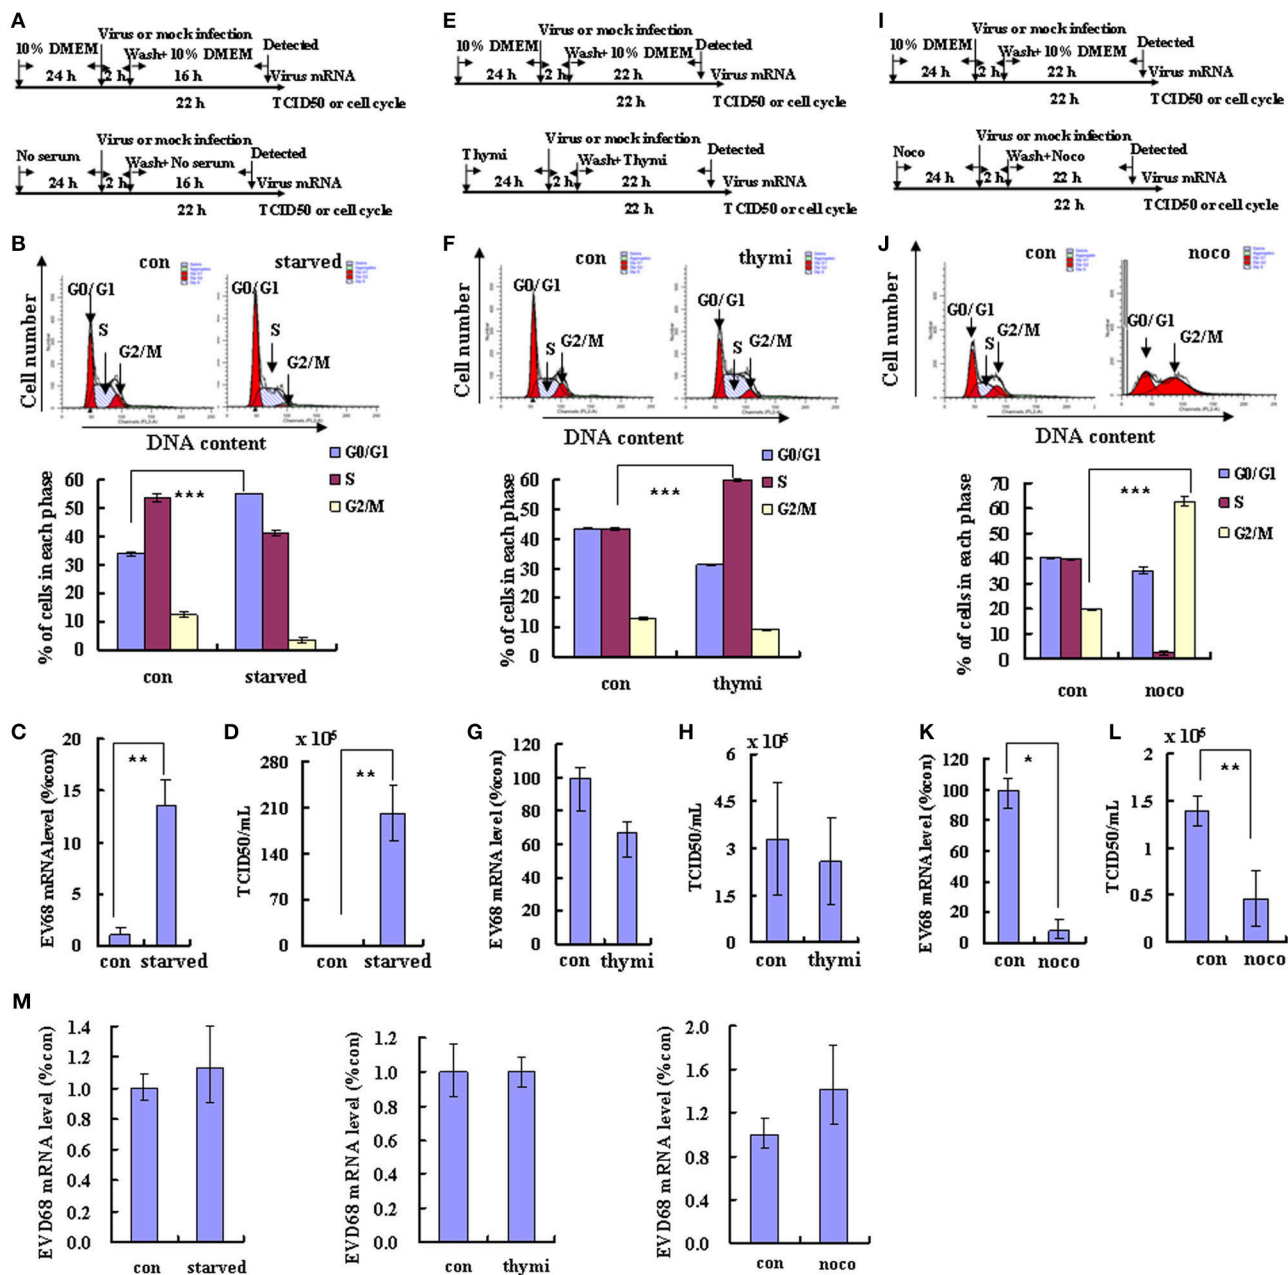 A
Virus or mock infection
10% DMEM
Wash+ 10% DMEM
Detected
24 h
2 h
16 h
Virus mRNA
22 h
TCID50 or cell cycle
Virus or mock infection
No serum
Wash+ No serum
Detected
24 h
2 h
16 h
Virus mRNA
22 h
TCID50 or cell cycle
E
Virus or mock infection
10% DMEM
Wash+ 10% DMEM
Detected
24 h
2 h
22 h
Virus mRNA
22 h
TCID50 or cell cycle
Virus or mock infection
Thymi
Wash+Thymi
Detected
24 h
2 h
22 h
Virus mRNA
22 h
TCID50 or cell cycle
I
Virus or mock infection
10% DMEM
Wash+ 10% DMEM
Detected
24 h
2 h
22 h
Virus mRNA
22 h
TCID50 or cell cycle
Virus or mock infection
Noco
Wash+Noco
Detected
24 h
2 h
22 h
Virus mRNA
22 h
TCID50 or cell cycle
B
con
starved
Cell number
G0/G1
S
G2/M
G0/G1
S
G2/M
Channels (FL2-A)
DNA content
% of cells in each phase
60
50
40
30
20
10
0
***
con
starved
G0/G1
S
G2/M
F
con
thymi
Cell number
G0/G1
S
G2/M
G0/G1
S
G2/M
Channels (FL2-A)
DNA content
% of cells in each phase
60
50
40
30
20
10
0
***
con
thymi
G0/G1
S
G2/M
J
con
noco
Cell number
G0/G1
S
G2/M
G0/G1
G2/M
Channels (FL2-A)
DNA content
% of cells in each phase
70
60
50
40
30
20
10
0
***
con
noco
G0/G1
S
G2/M
C
EV68 mRNA level (%con)
20
15
10
5
0
**
con
starved
D
x 10⁵
TCID50/mL
280
210
140
70
0
**
con
starved
G
EV68 mRNA level (%con)
120
100
80
60
40
20
0
con
thymi
H
x 10⁵
TCID50/mL
6
4.5
3
1.5
0
con
thymi
K
EV68 mRNA level (%con)
120
100
80
60
40
20
0
*
con
noco
L
x 10⁵
TCID50/mL
2
1.5
1
0.5
0
**
con
noco
M
EVD68 mRNA level (%con)
1.4
1.2
1.0
0.8
0.6
0.4
0.2
0.0
con
starved
EVD68 mRNA level (%con)
1.2
1.0
0.8
0.6
0.4
0.2
0.0
con
thymi
EVD68 mRNA level (%con)
2.0
1.6
1.2
0.8
0.4
0.0
con
noco